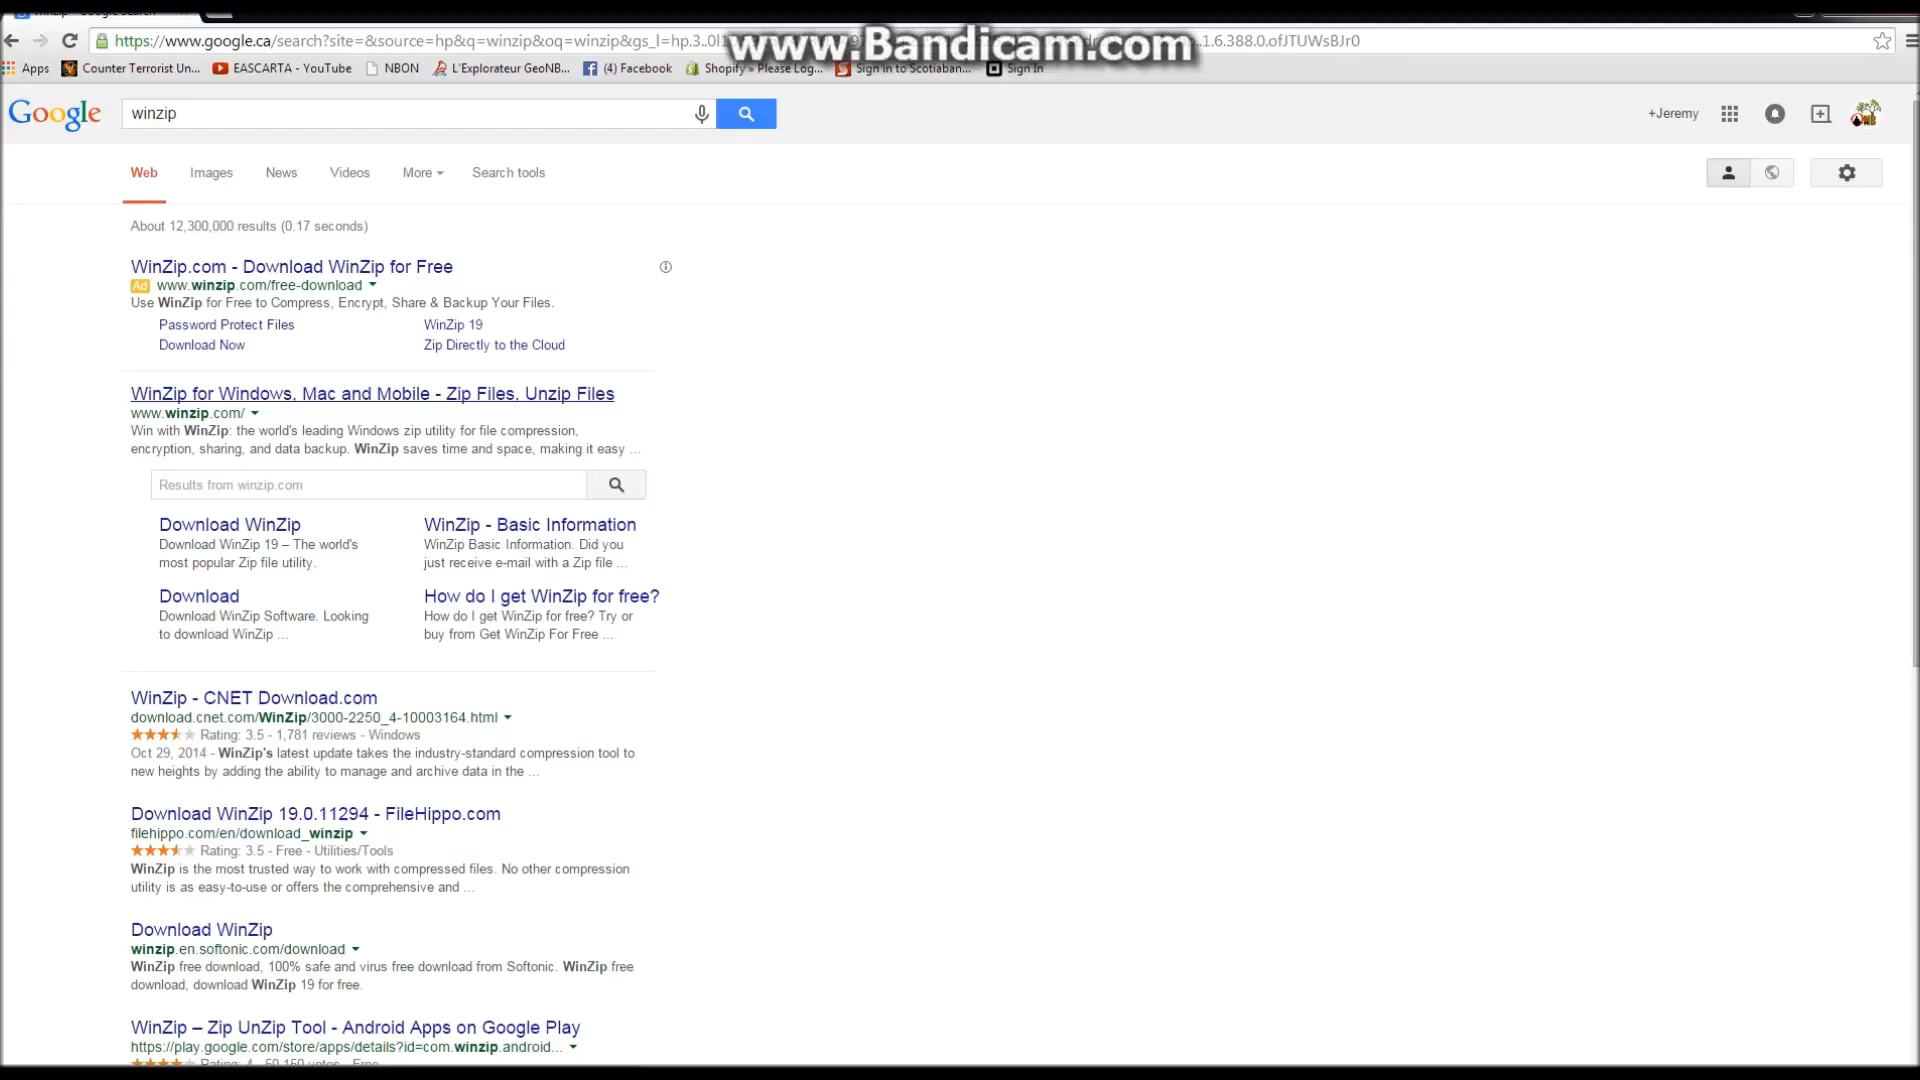 https://www.google.ca/search?site=&source=hp&q=winzip&oq=winzip&gs_l=hp.3..0l1
www.Bandicam.com
.1.6.388.0.ofJTUWsBJr0
Apps
Counter Terrorist Un...
EASCARTA - YouTube
NBON
L'Explorateur GeoNB...
(4) Facebook
Shopify » Please Log...
Sign in to Scotiaban...
Sign In
Google
winzip
+Jeremy
Web
Images
News
Videos
More
Search tools
About 12,300,000 results (0.17 seconds)
WinZip.com - Download WinZip for Free
Ad www.winzip.com/free-download
Use WinZip for Free to Compress, Encrypt, Share & Backup Your Files.
Password Protect Files
WinZip 19
Download Now
Zip Directly to the Cloud
WinZip for Windows, Mac and Mobile - Zip Files, Unzip Files
www.winzip.com/
Win with WinZip: the world's leading Windows zip utility for file compression,
encryption, sharing, and data backup. WinZip saves time and space, making it easy ...
Results from winzip.com
Download WinZip
Download WinZip 19 – The world's
most popular Zip file utility.
WinZip - Basic Information
WinZip Basic Information. Did you
just receive e-mail with a Zip file ...
Download
Download WinZip Software. Looking
to download WinZip ...
How do I get WinZip for free?
How do I get WinZip for free? Try or
buy from Get WinZip For Free ...
WinZip - CNET Download.com
download.cnet.com/WinZip/3000-2250_4-10003164.html
Rating: 3.5 - 1,781 reviews - Windows
Oct 29, 2014 - WinZip's latest update takes the industry-standard compression tool to
new heights by adding the ability to manage and archive data in the ...
Download WinZip 19.0.11294 - FileHippo.com
filehippo.com/en/download_winzip
Rating: 3.5 - Free - Utilities/Tools
WinZip is the most trusted way to work with compressed files. No other compression
utility is as easy-to-use or offers the comprehensive and ...
Download WinZip
winzip.en.softonic.com/download
WinZip free download, 100% safe and virus free download from Softonic. WinZip free
download, download WinZip 19 for free.
WinZip – Zip UnZip Tool - Android Apps on Google Play
https://play.google.com/store/apps/details?id=com.winzip.android...